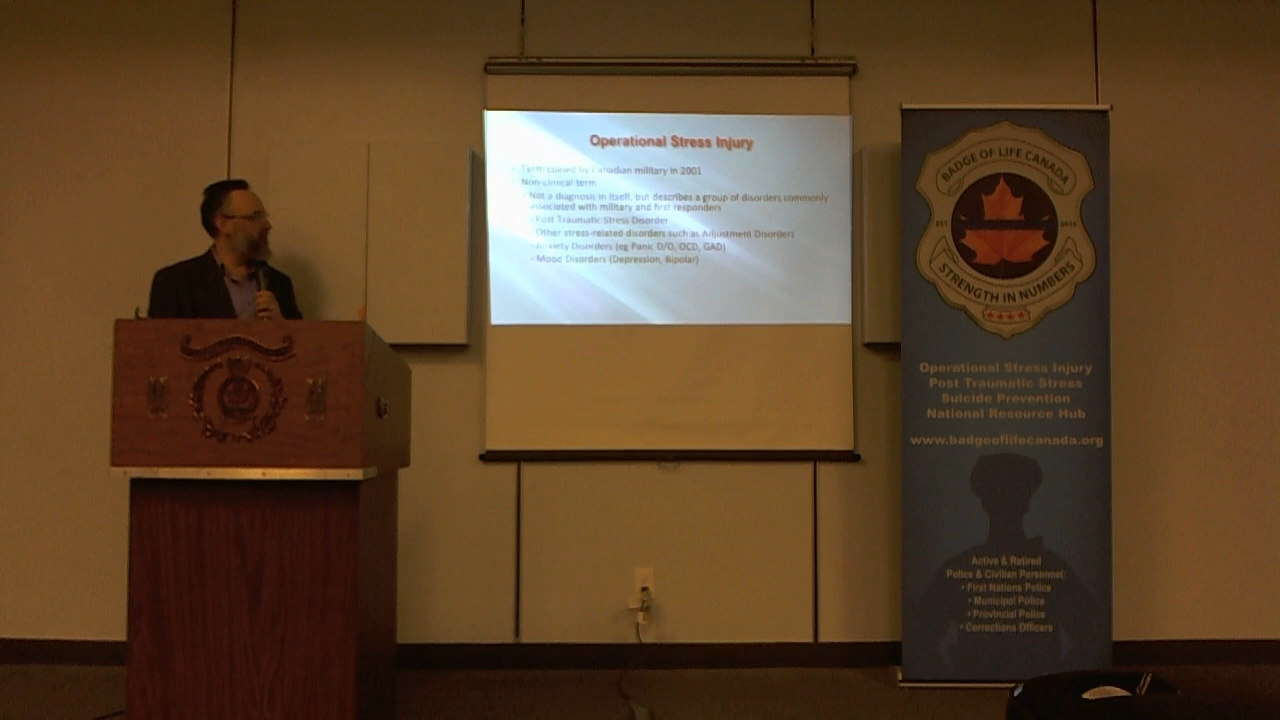 Operational Stress Injury
Term coined by Canadian military in 2001
Non-clinical term
Not a diagnosis in itself, but describes a group of disorders commonly
associated with military and first responders
Post Traumatic Stress Disorder
Other stress-related disorders such as Adjustment Disorders
Anxiety Disorders (eg Panic D/O, OCD, GAD)
Mood Disorders (Depression, Bipolar)
BADGE OF LIFE CANADA
EST.
STRENGTH IN NUMBERS
Operational Stress Injury
Post Traumatic Stress
Suicide Prevention
National Resource Hub
www.badgeoflifecanada.org
Active & Retired
Police & Civilian Personnel:
• First Nations Police
• Municipal Police
• Provincial Police
• Corrections Officers